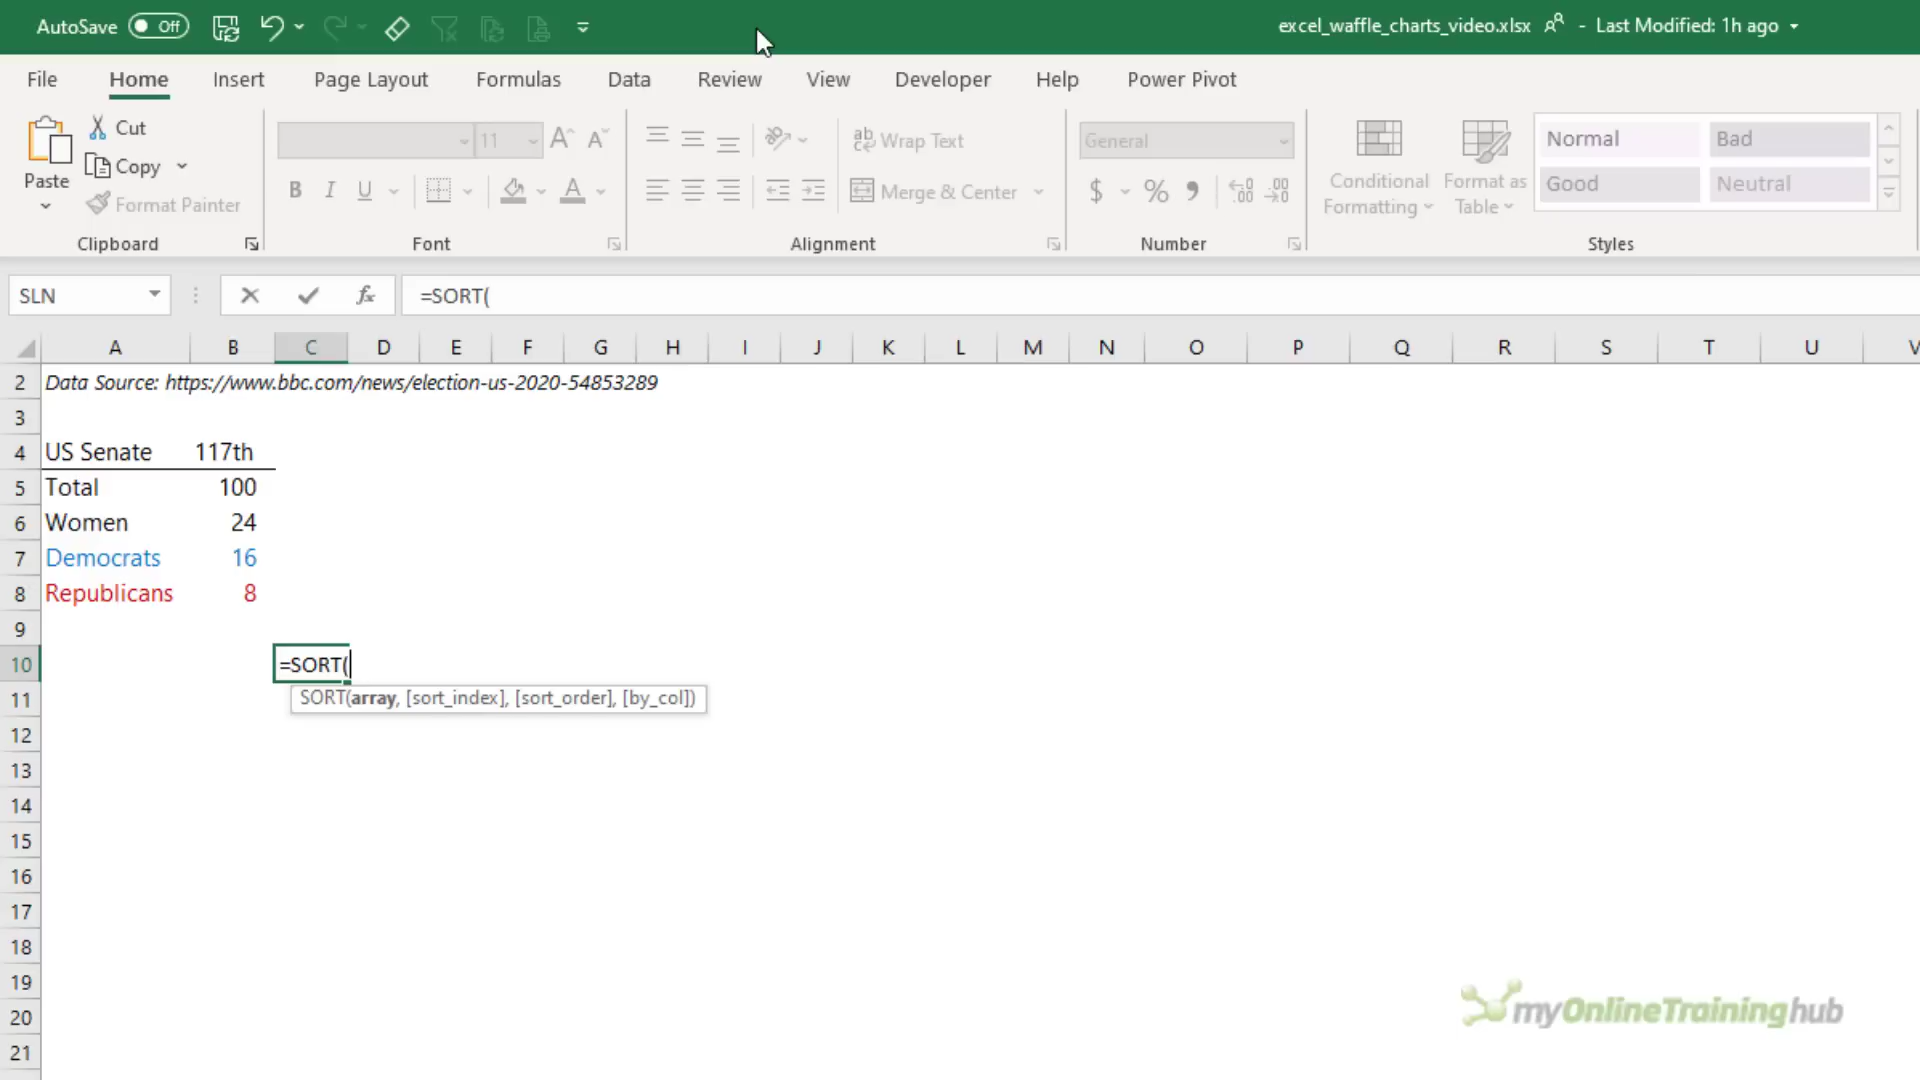 AutoSave Off
excel_waffle_charts_video.xlsx - Last Modified: 1h ago
File Home Insert Page Layout Formulas Data Review View Developer Help Power Pivot
Paste
Cut
Copy
Format Painter
Clipboard
11 A A
B I U A
Font
ab Wrap Text
Merge & Center
Alignment
General
$ % , .00 .00
Number
Conditional Formatting
Format as Table
Normal Bad
Good Neutral
Styles
SLN fx =SORT(
A B C D E F G H I J K L M N O P Q R S T U V
2 Data Source: https://www.bbc.com/news/election-us-2020-54853289
3
4 US Senate 117th
5 Total 100
6 Women 24
7 Democrats 16
8 Republicans 8
9
10 =SORT(
11 SORT(array, [sort_index], [sort_order], [by_col])
12
13
14
15
16
17
18
19
20 myOnlineTraininghub
21